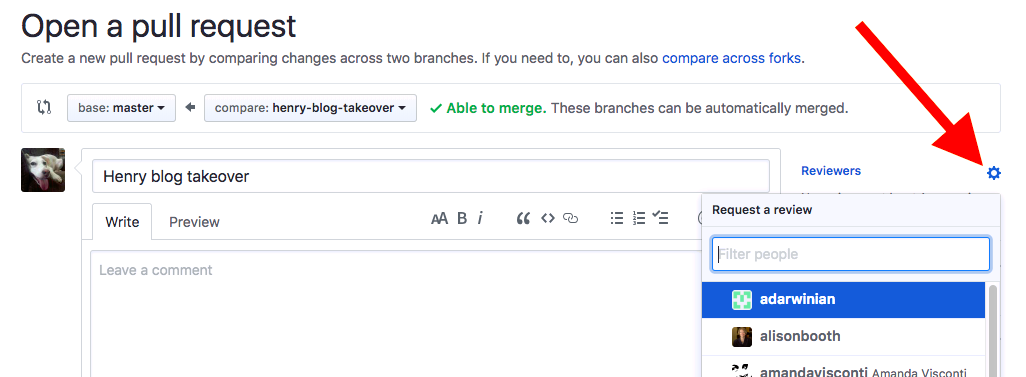 Open a pull request
Create a new pull request by comparing changes across two branches. If you need to, you can also compare across forks.
base: master compare: henry-blog-takeover Able to merge. These branches can be automatically merged.
Henry blog takeover
Reviewers
Request a review
Write Preview AA B i
Filter people
Leave a comment
adarwinian
alisonbooth
amandavisconti Amanda Visconti